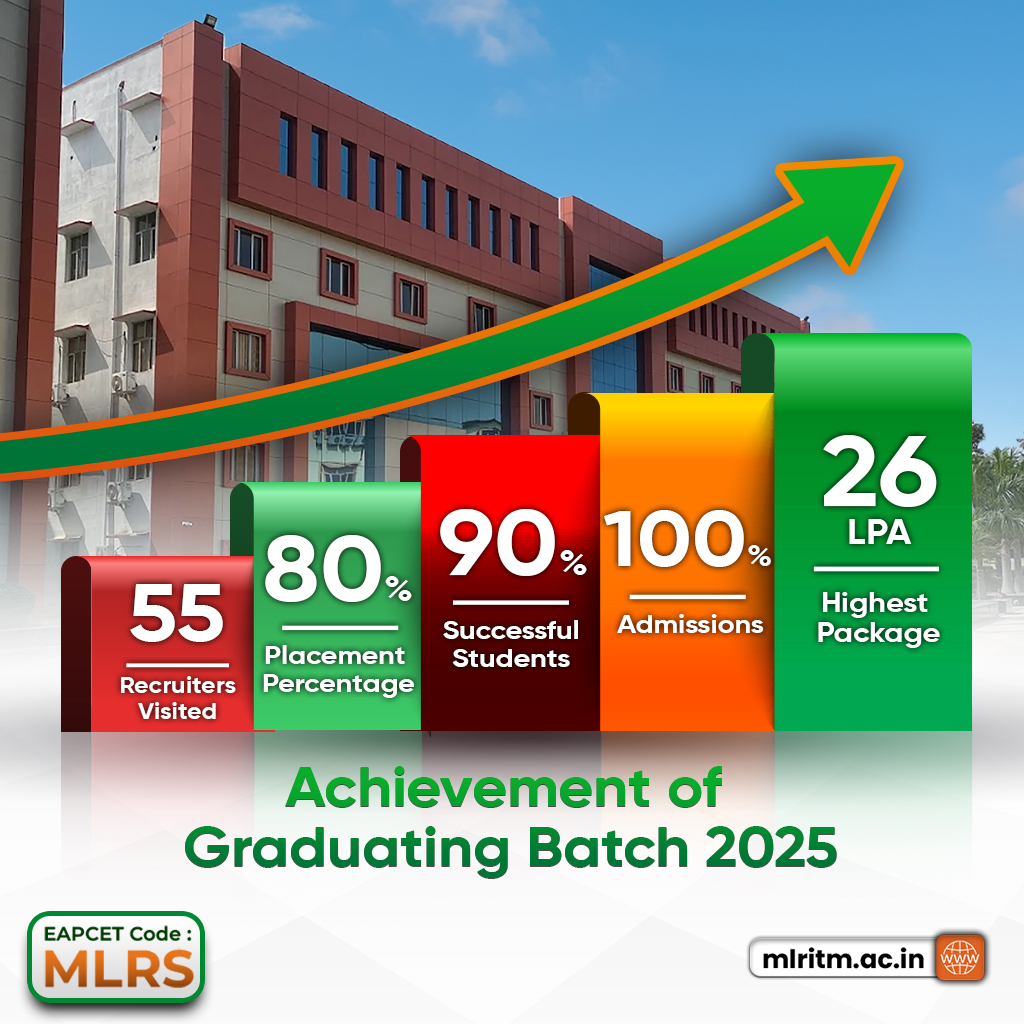 55
Recruiters
Visited
80%
Placement
Percentage
90%
Successful
Students
100%
Admissions
26
LPA
Highest
Package
Achievement of
Graduating Batch 2025
EAPCET Code :
MLRS
mlritm.ac.in
WWW